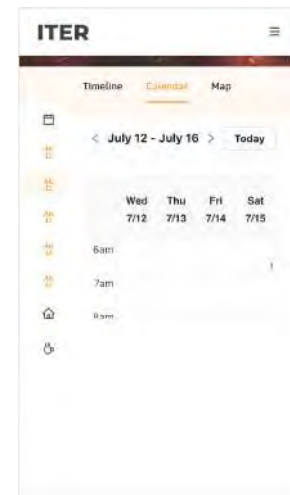 ITER
Timeline Calendar Map
< July 12 - July 16 > Today
Wed Thu Fri Sat
7/12 7/13 7/14 7/15
6am
7am
8am